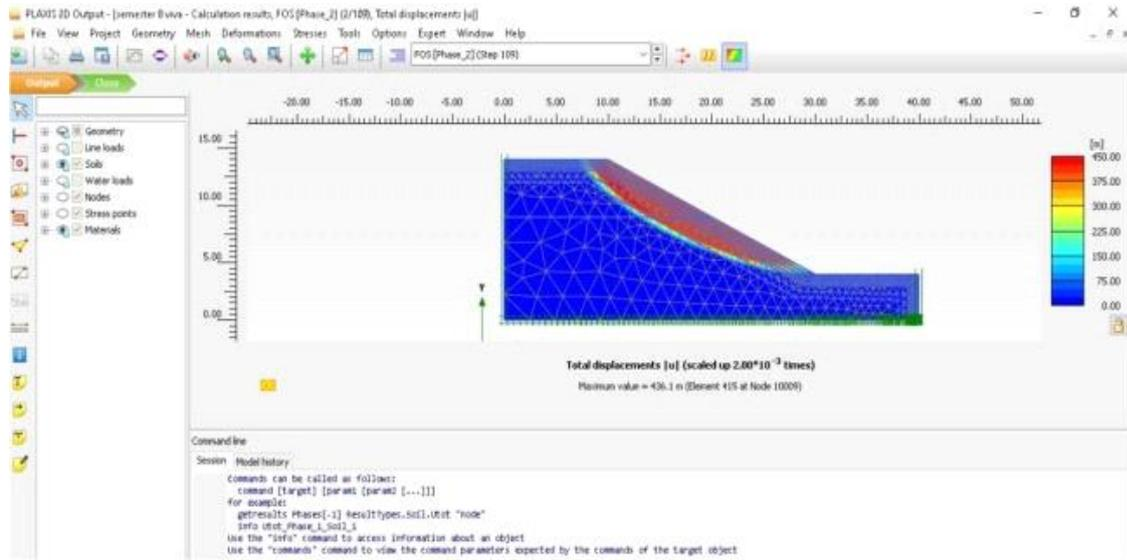 PLAXIS 2D Output - [semerter 8 viva - Calculation results, FOS [Phase_2] (2/109), Total displacements |u|]
File View Project Geometry Mesh Deformations Stresses Tools Options Expert Window Help
FOS [Phase_2] (Step 109)
Output Close
-20.00 -15.00 -10.00 -5.00 0.00 5.00 10.00 15.00 20.00 25.00 30.00 35.00 40.00 45.00 50.00
Geometry
Line loads
Soils
Water loads
Nodes
Stress points
Materials
15.00
10.00
5.00
0.00
Y
[m]
450.00
375.00
300.00
225.00
150.00
75.00
0.00
Total displacements |u| (scaled up 2.00*10⁻³ times)
Maximum value = 436.1 m (Element 415 at Node 10009)
Command line
Session Model history
Commands can be called as follows:
command [target] [param1 [param2 [...]]]
for example:
getresults Phases[-1] ResultTypes.Soil.Utot "node"
info Utot_Phase_1_Soil_1
Use the "info" command to access information about an object
Use the "commands" command to view the command parameters expected by the commands of the target object